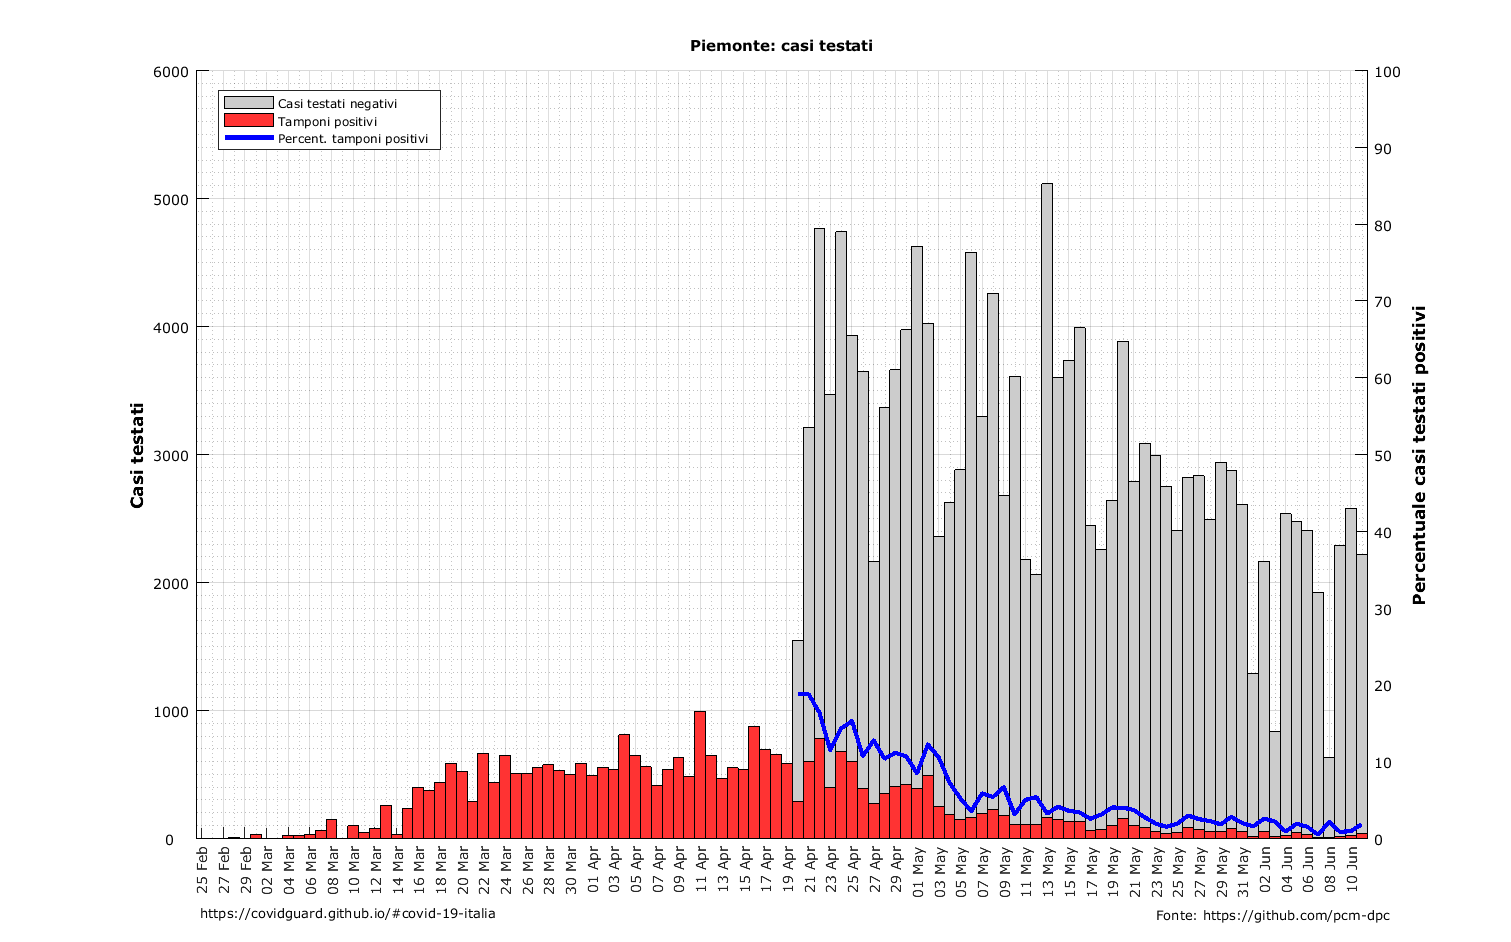 Piemonte: casi testati
6000
5000
4000
3000
2000
1000
0
Casi testati
Casi testati negativi
Tamponi positivi
Percent. tamponi positivi
100
90
80
70
60
50
40
30
20
10
0
Percentuale casi testati positivi
25 Feb
27 Feb
29 Feb
02 Mar
04 Mar
06 Mar
08 Mar
10 Mar
12 Mar
14 Mar
16 Mar
18 Mar
20 Mar
22 Mar
24 Mar
26 Mar
28 Mar
30 Mar
01 Apr
03 Apr
05 Apr
07 Apr
09 Apr
11 Apr
13 Apr
15 Apr
17 Apr
19 Apr
21 Apr
23 Apr
25 Apr
27 Apr
29 Apr
01 May
03 May
05 May
07 May
09 May
11 May
13 May
15 May
17 May
19 May
21 May
23 May
25 May
27 May
29 May
31 May
02 Jun
04 Jun
06 Jun
08 Jun
10 Jun
https://covidguard.github.io/#covid-19-italia
Fonte: https://github.com/pcm-dpc